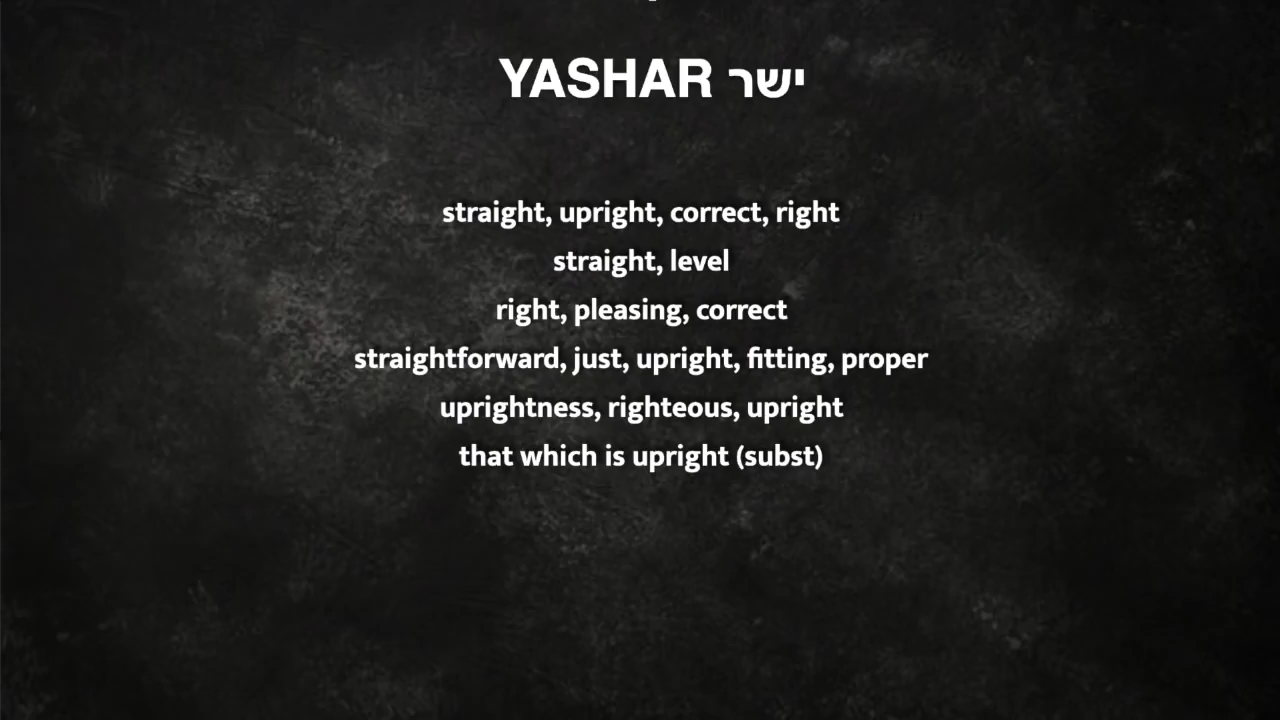 YASHAR ישר
straight, upright, correct, right
straight, level
right, pleasing, correct
straightforward, just, upright, fitting, proper
uprightness, righteous, upright
that which is upright (subst)